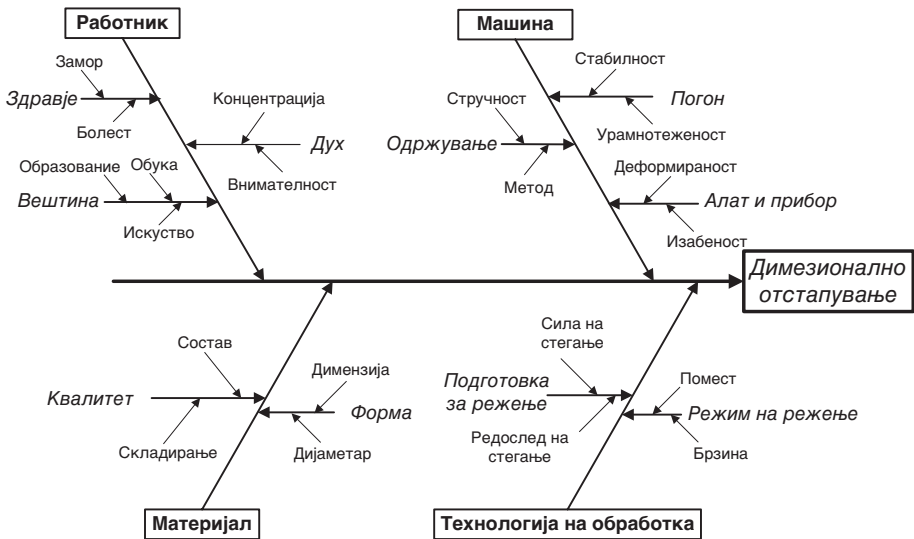 Работник
Машина
Замор
Здравје
Болест
Концентрација
Дух
Внимателност
Образование
Обука
Вештина
Искуство
Стабилност
Погон
Урамнотеженост
Стручност
Одржување
Метод
Деформираност
Алат и прибор
Изабеност
Димезионално
отстапување
Состав
Квалитет
Складирање
Димензија
Форма
Дијаметар
Сила на
стегање
Подготовка
за режење
Редослед на
стегање
Помест
Режим на режење
Брзина
Материјал
Технологија на обработка